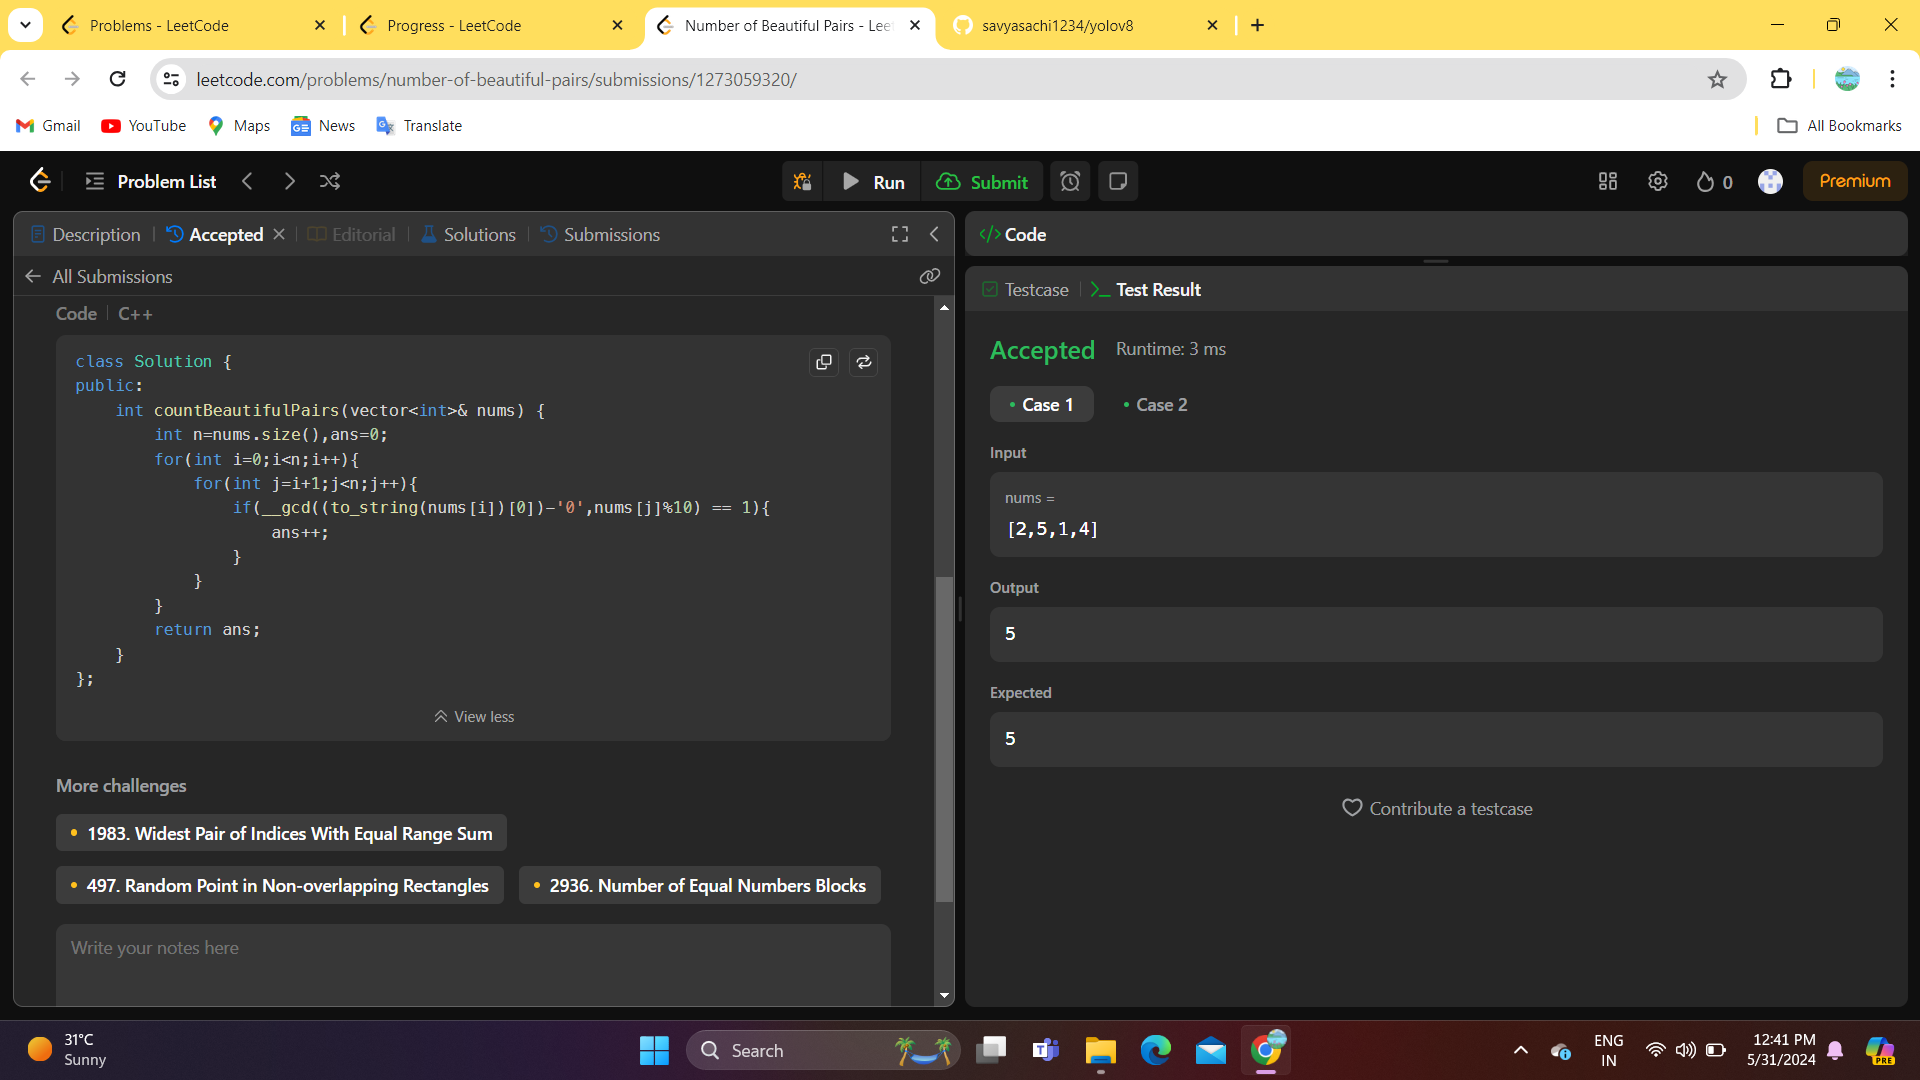 Problems - LeetCode
Progress - LeetCode
Number of Beautiful Pairs - Lee
savyasachi1234/yolov8
leetcode.com/problems/number-of-beautiful-pairs/submissions/1273059320/
Gmail
YouTube
Maps
News
Translate
All Bookmarks
Problem List
Run
Submit
0
Premium
Description
Accepted
Editorial
Solutions
Submissions
All Submissions
Code
C++
class Solution {
public:
    int countBeautifulPairs(vector<int>& nums) {
        int n=nums.size(),ans=0;
        for(int i=0;i<n;i++){
            for(int j=i+1;j<n;j++){
                if(__gcd((to_string(nums[i])[0])-'0',nums[j]%10) == 1){
                    ans++;
                }
            }
        }
        return ans;
    }
};
View less
More challenges
1983. Widest Pair of Indices With Equal Range Sum
497. Random Point in Non-overlapping Rectangles
2936. Number of Equal Numbers Blocks
Write your notes here
</> Code
Testcase
Test Result
Accepted
Runtime: 3 ms
Case 1
Case 2
Input
nums =
[2,5,1,4]
Output
5
Expected
5
Contribute a testcase
31°C
Sunny
Search
ENG
IN
12:41 PM
5/31/2024
PRE